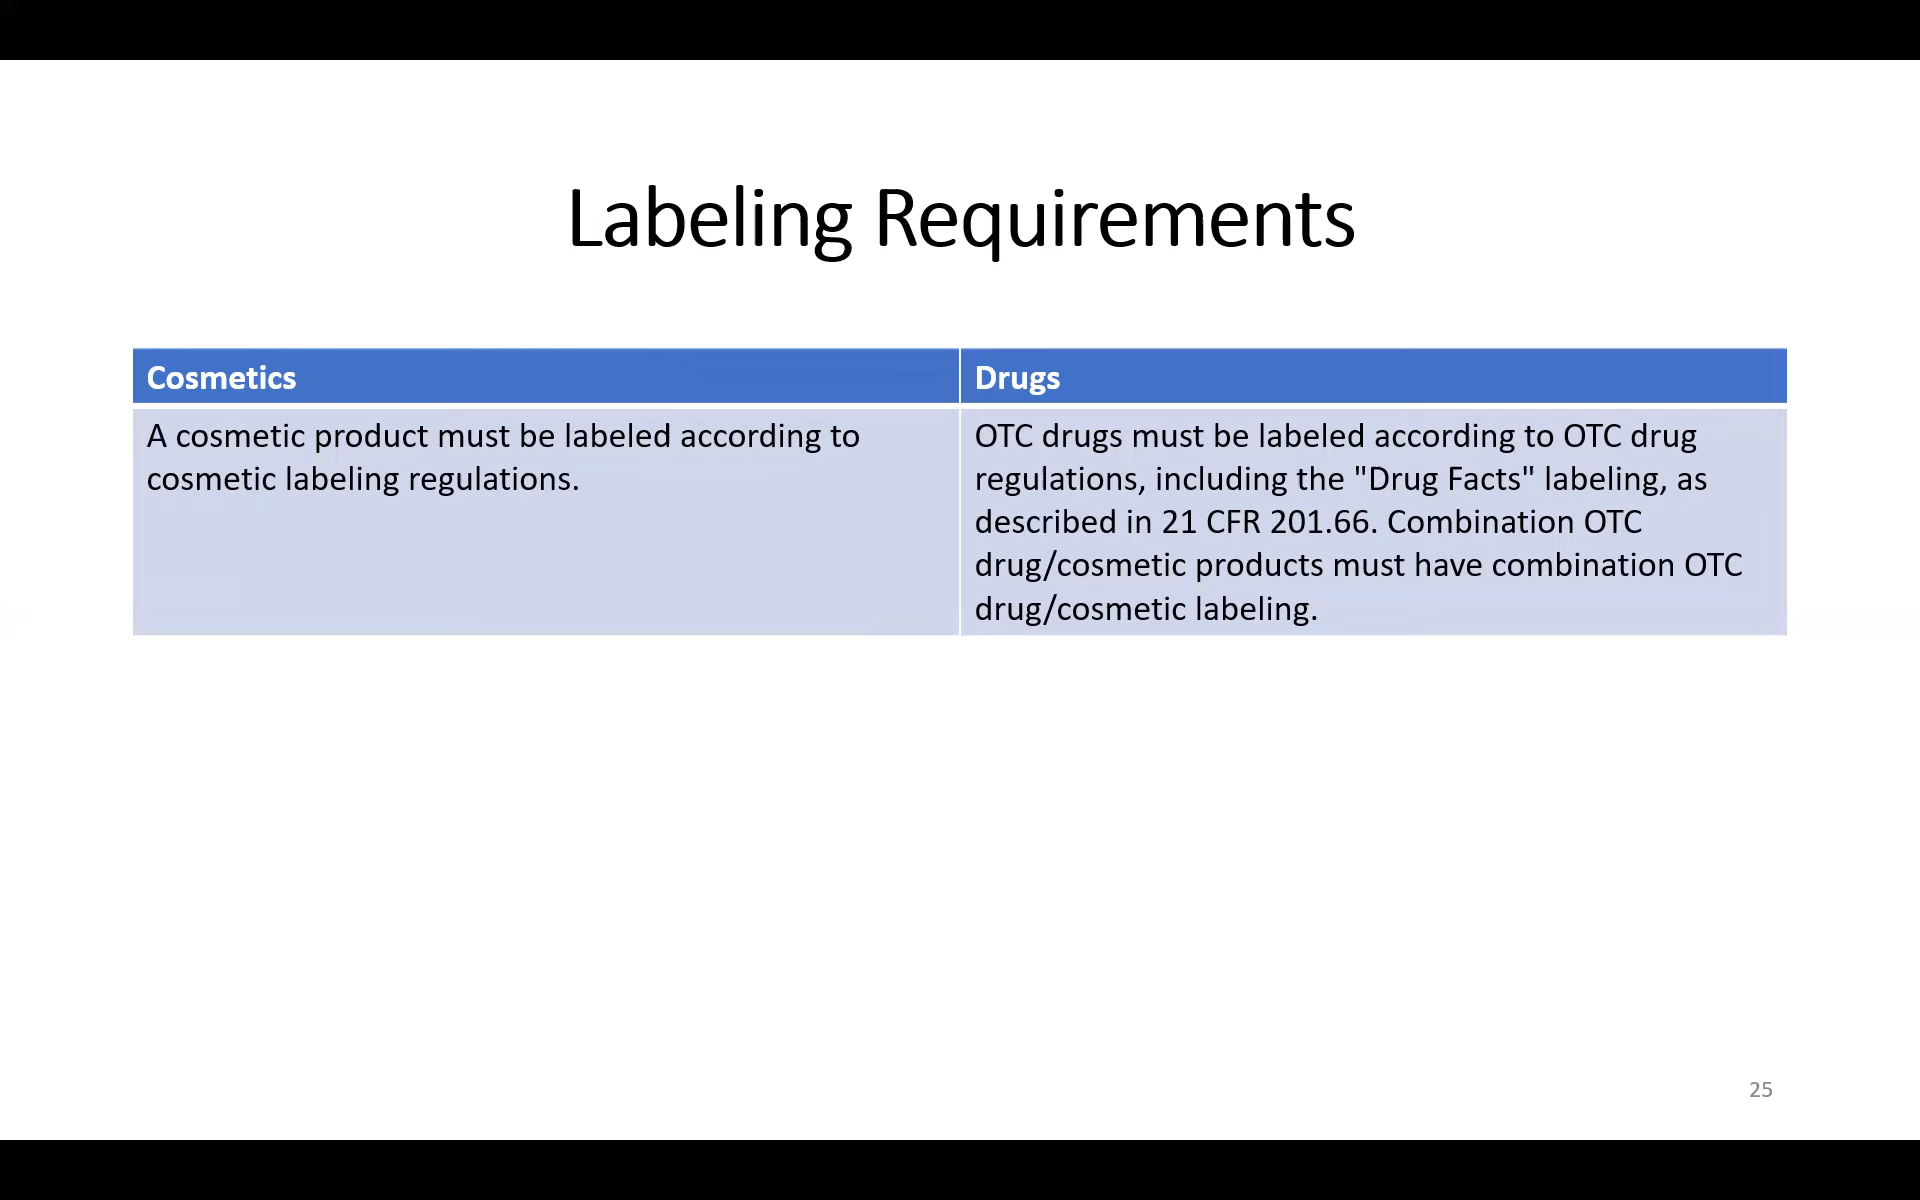 Labeling Requirements
Cosmetics
Drugs
A cosmetic product must be labeled according to
cosmetic labeling regulations.
OTC drugs must be labeled according to OTC drug
regulations, including the "Drug Facts" labeling, as
described in 21 CFR 201.66. Combination OTC
drug/cosmetic products must have combination OTC
drug/cosmetic labeling.
25